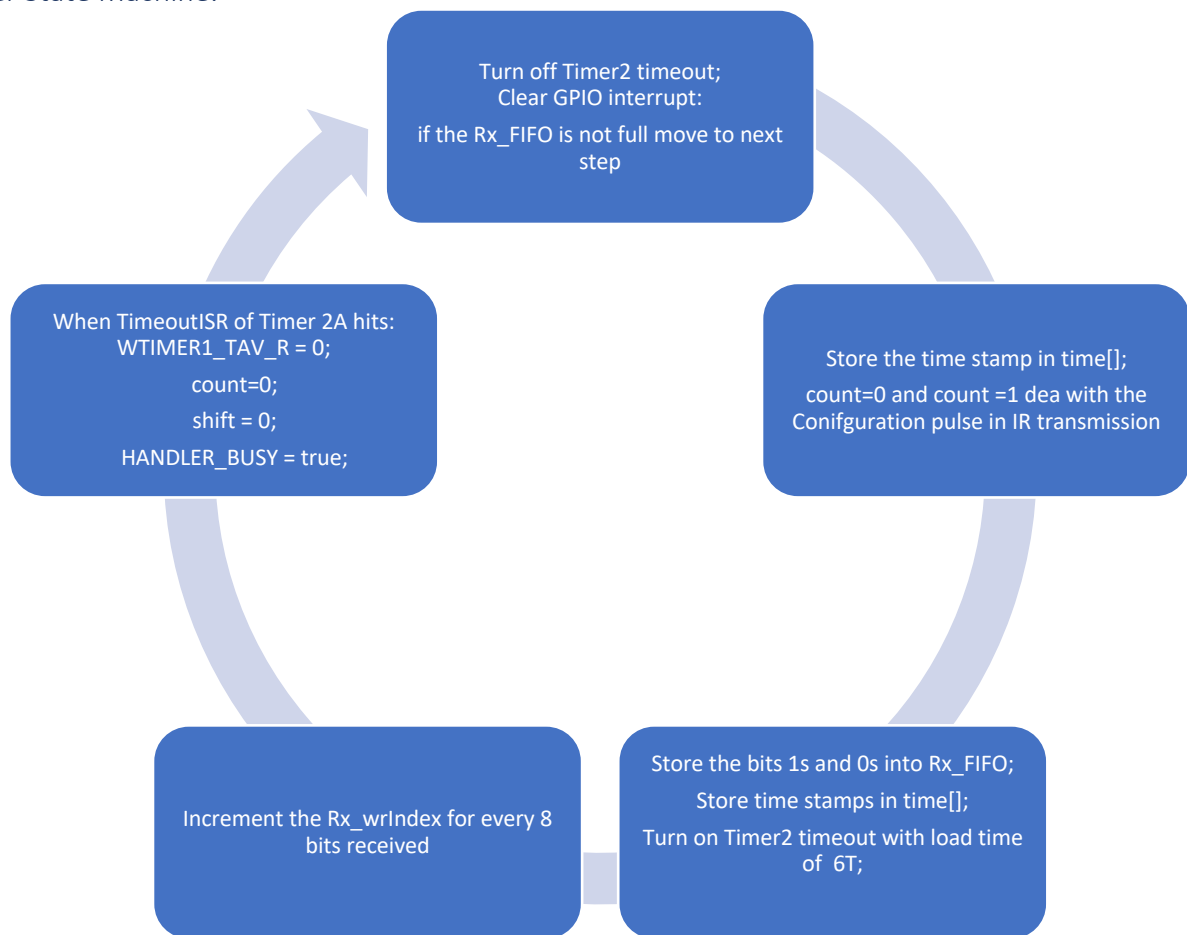 State Machine:
Turn off Timer2 timeout;
Clear GPIO interrupt:
if the Rx_FIFO is not full move to next
step
Store the time stamp in time[];
count=0 and count =1 dea with the
Conifguration pulse in IR transmission
Store the bits 1s and 0s into Rx_FIFO;
Store time stamps in time[];
Turn on Timer2 timeout with load time
of 6T;
Increment the Rx_wrIndex for every 8
bits received
When TimeoutISR of Timer 2A hits:
WTIMER1_TAV_R = 0;
count=0;
shift = 0;
HANDLER_BUSY = true;